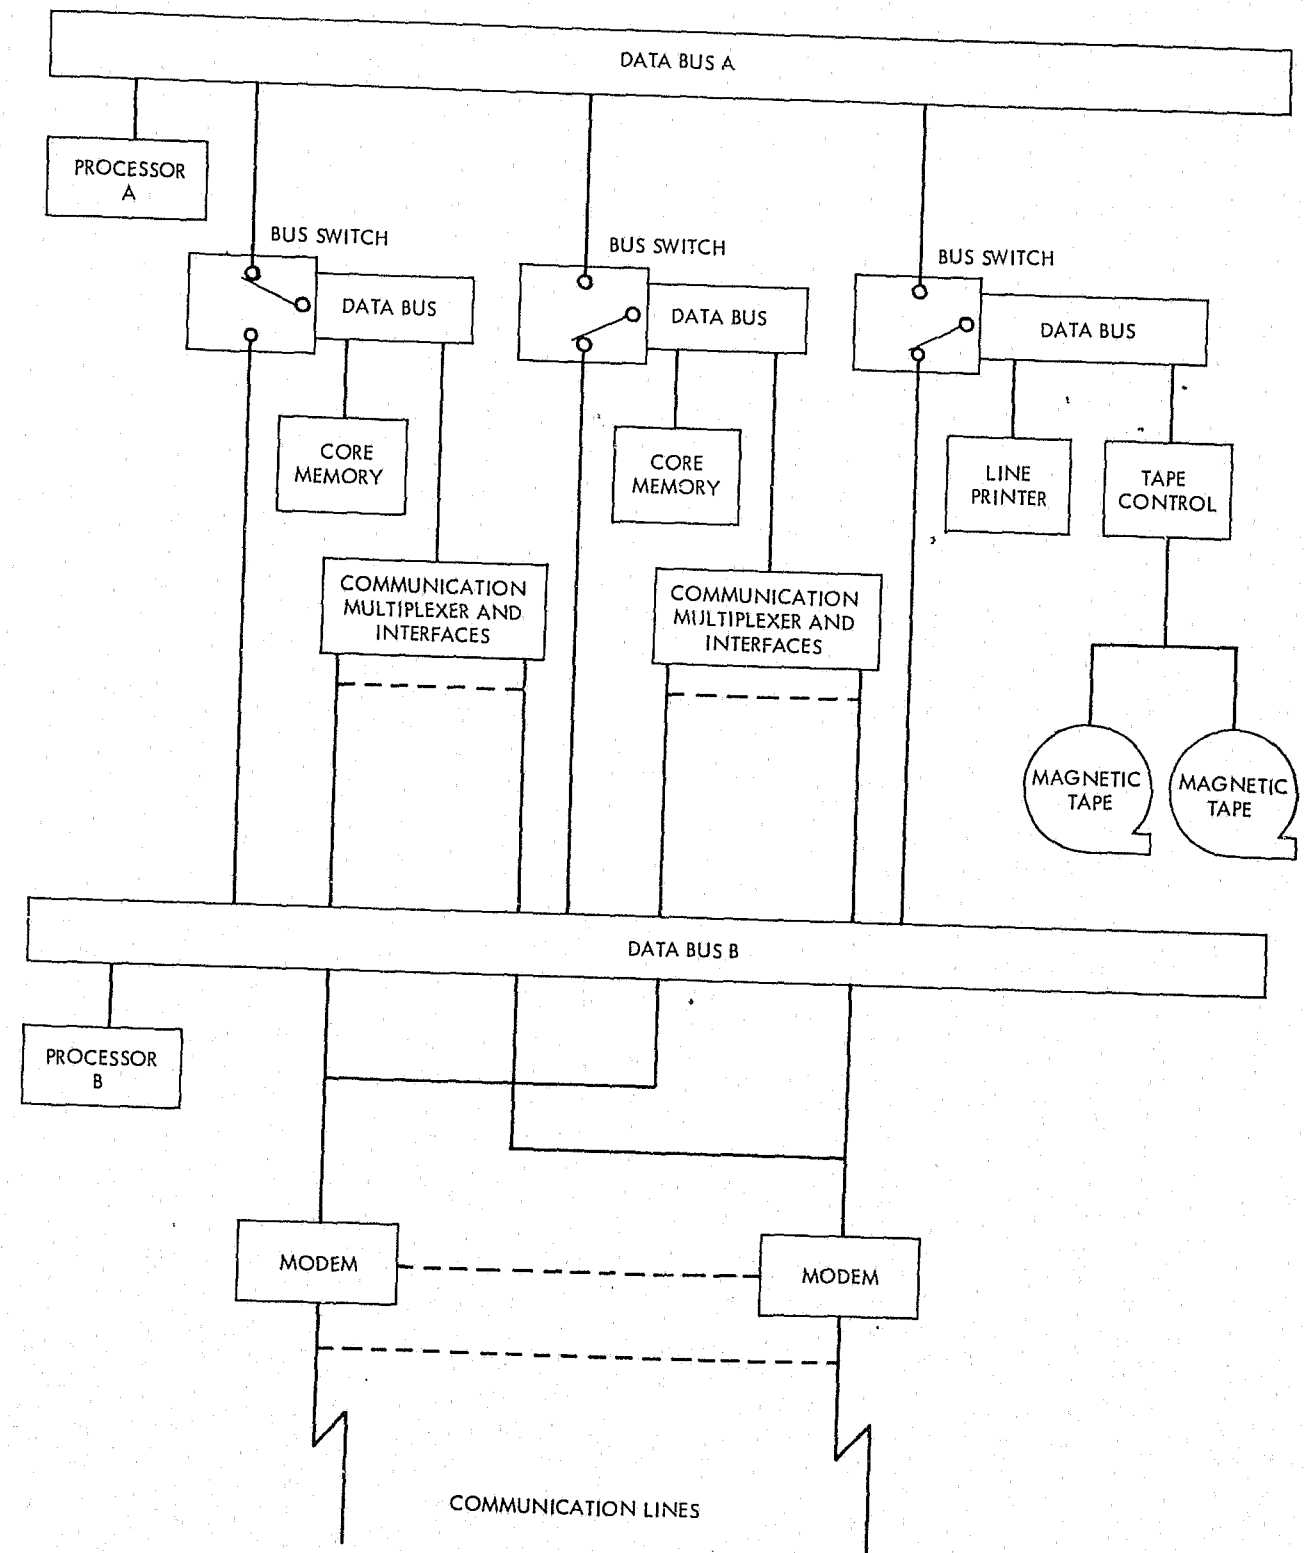 DATA BUS A
PROCESSOR
A
BUS SWITCH
BUS SWITCH
BUS SWITCH
DATA BUS
DATA BUS
DATA BUS
CORE
MEMORY
CORE
MEMORY
LINE
PRINTER
TAPE
CONTROL
COMMUNICATION
MULTIPLEXER AND
INTERFACES
COMMUNICATION
MULTIPLEXER AND
INTERFACES
MAGNETIC
TAPE
MAGNETIC
TAPE
DATA BUS B
PROCESSOR
B
MODEM
MODEM
COMMUNICATION LINES